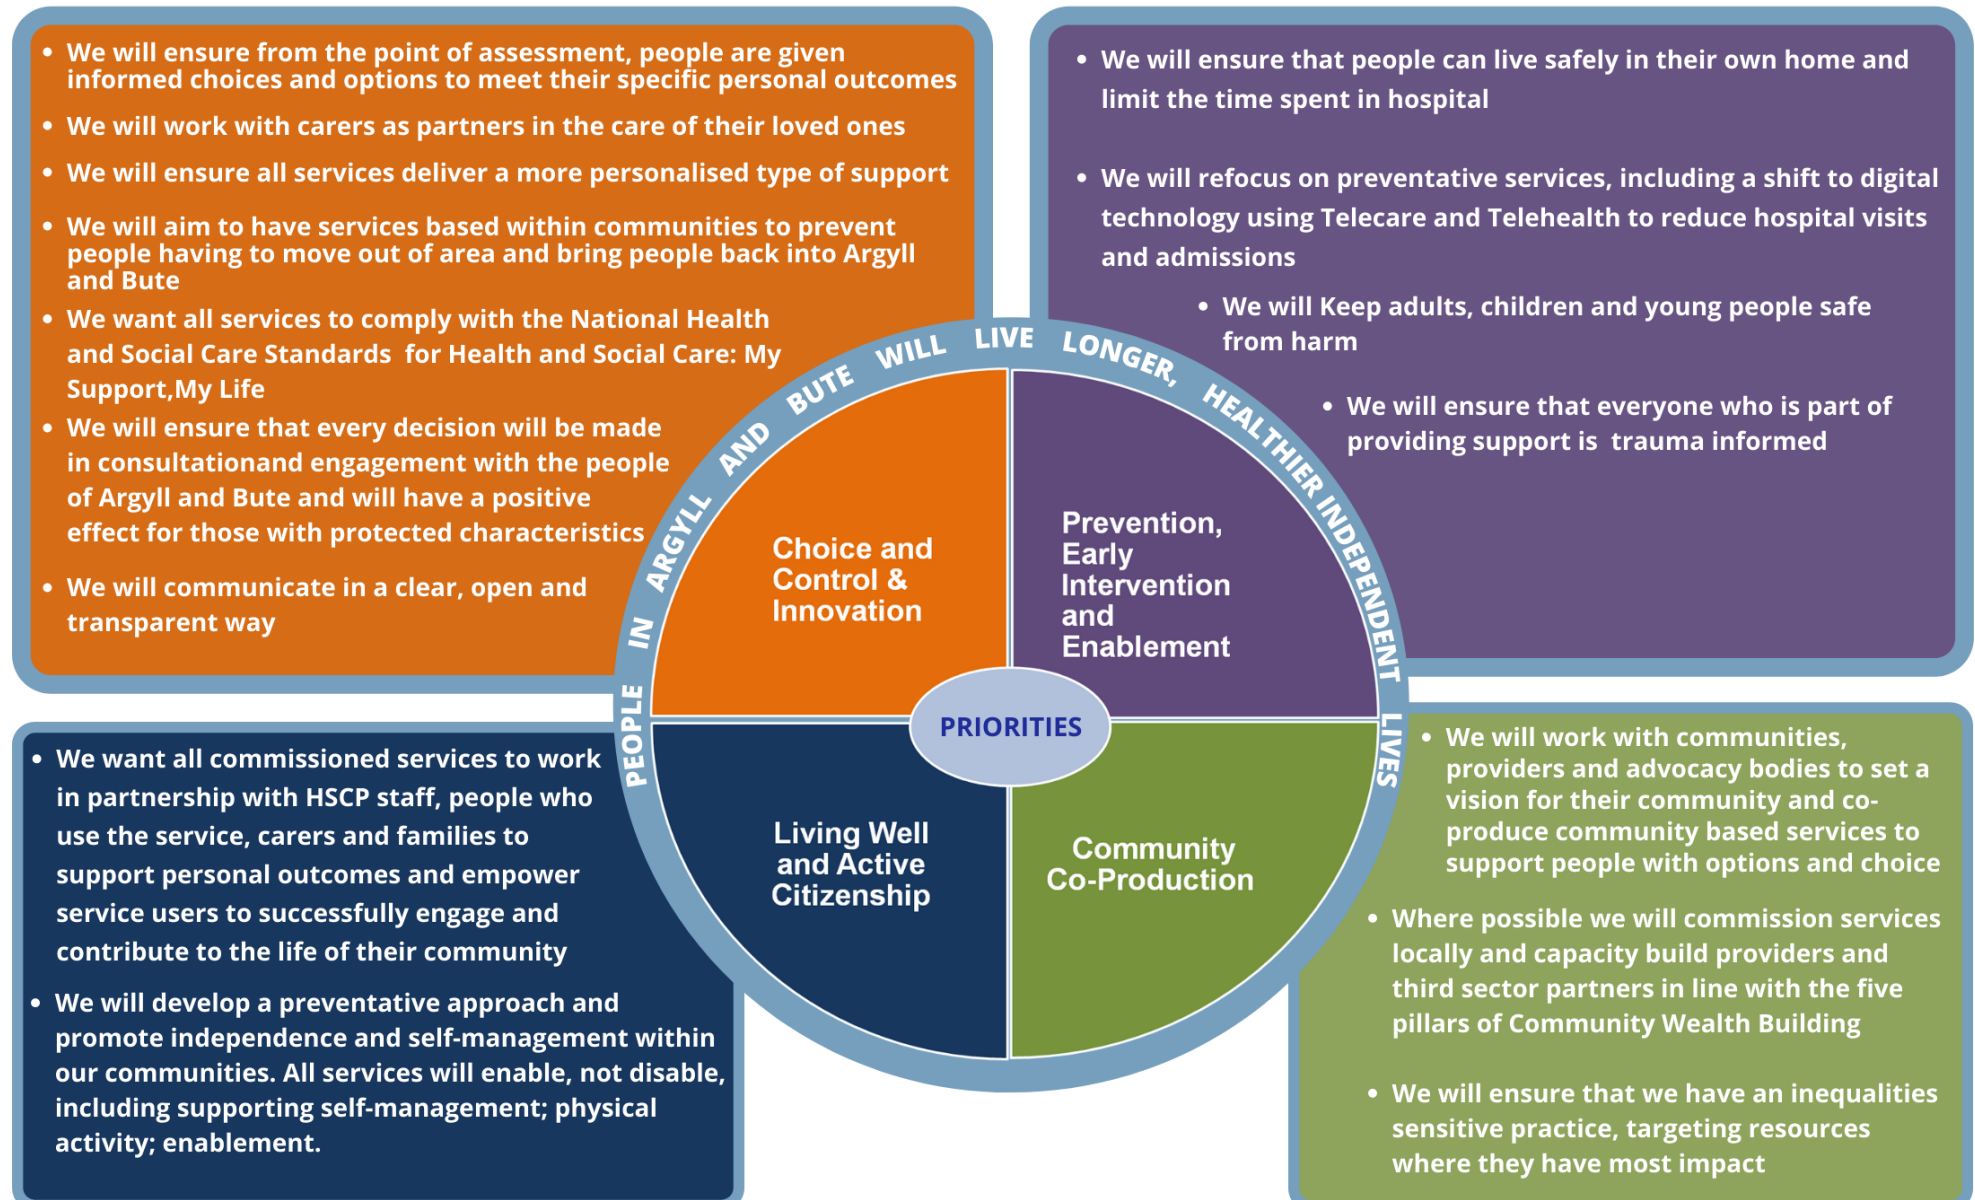 • We will ensure from the point of assessment, people are given
informed choices and options to meet their specific personal outcomes
• We will work with carers as partners in the care of their loved ones
• We will ensure all services deliver a more personalised type of support
• We will aim to have services based within communities to prevent
people having to move out of area and bring people back into Argyll
and Bute
• We want all services to comply with the National Health
and Social Care Standards  for Health and Social Care: My
Support,My Life
• We will ensure that every decision will be made
in consultationand engagement with the people
of Argyll and Bute and will have a positive
effect for those with protected characteristics
• We will communicate in a clear, open and
transparent way
• We will ensure that people can live safely in their own home and
limit the time spent in hospital
• We will refocus on preventative services, including a shift to digital
technology using Telecare and Telehealth to reduce hospital visits
and admissions
• We will Keep adults, children and young people safe
from harm
• We will ensure that everyone who is part of
providing support is  trauma informed
PEOPLE IN ARGYLL AND BUTE WILL LIVE LONGER, HEALTHIER INDEPENDENT LIVES
Choice and
Control &
Innovation
Prevention,
Early
Intervention
and
Enablement
PRIORITIES
Living Well
and Active
Citizenship
Community
Co-Production
• We want all commissioned services to work
in partnership with HSCP staff, people who
use the service, carers and families to
support personal outcomes and empower
service users to successfully engage and
contribute to the life of their community
• We will develop a preventative approach and
promote independence and self-management within
our communities. All services will enable, not disable,
including supporting self-management; physical
activity; enablement.
• We will work with communities,
providers and advocacy bodies to set a
vision for their community and co-
produce community based services to
support people with options and choice
• Where possible we will commission services
locally and capacity build providers and
third sector partners in line with the five
pillars of Community Wealth Building
• We will ensure that we have an inequalities
sensitive practice, targeting resources
where they have most impact